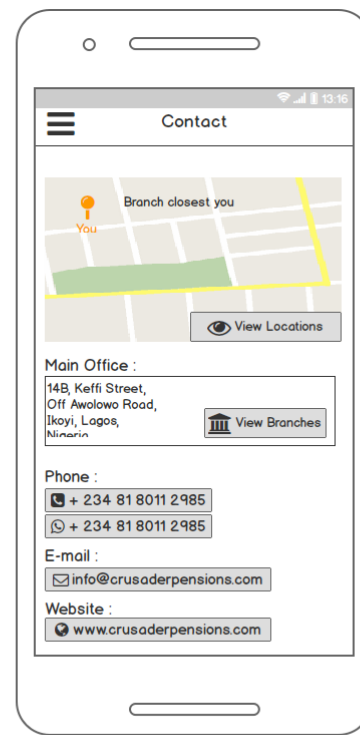 13:16
Contact
Branch closest you
You
View Locations
Main Office :
14B, Keffi Street,
Off Awolowo Road,
Ikoyi, Lagos,
Nigeria
View Branches
Phone :
+ 234 81 8011 2985
+ 234 81 8011 2985
E-mail :
info@crusaderpensions.com
Website :
www.crusaderpensions.com